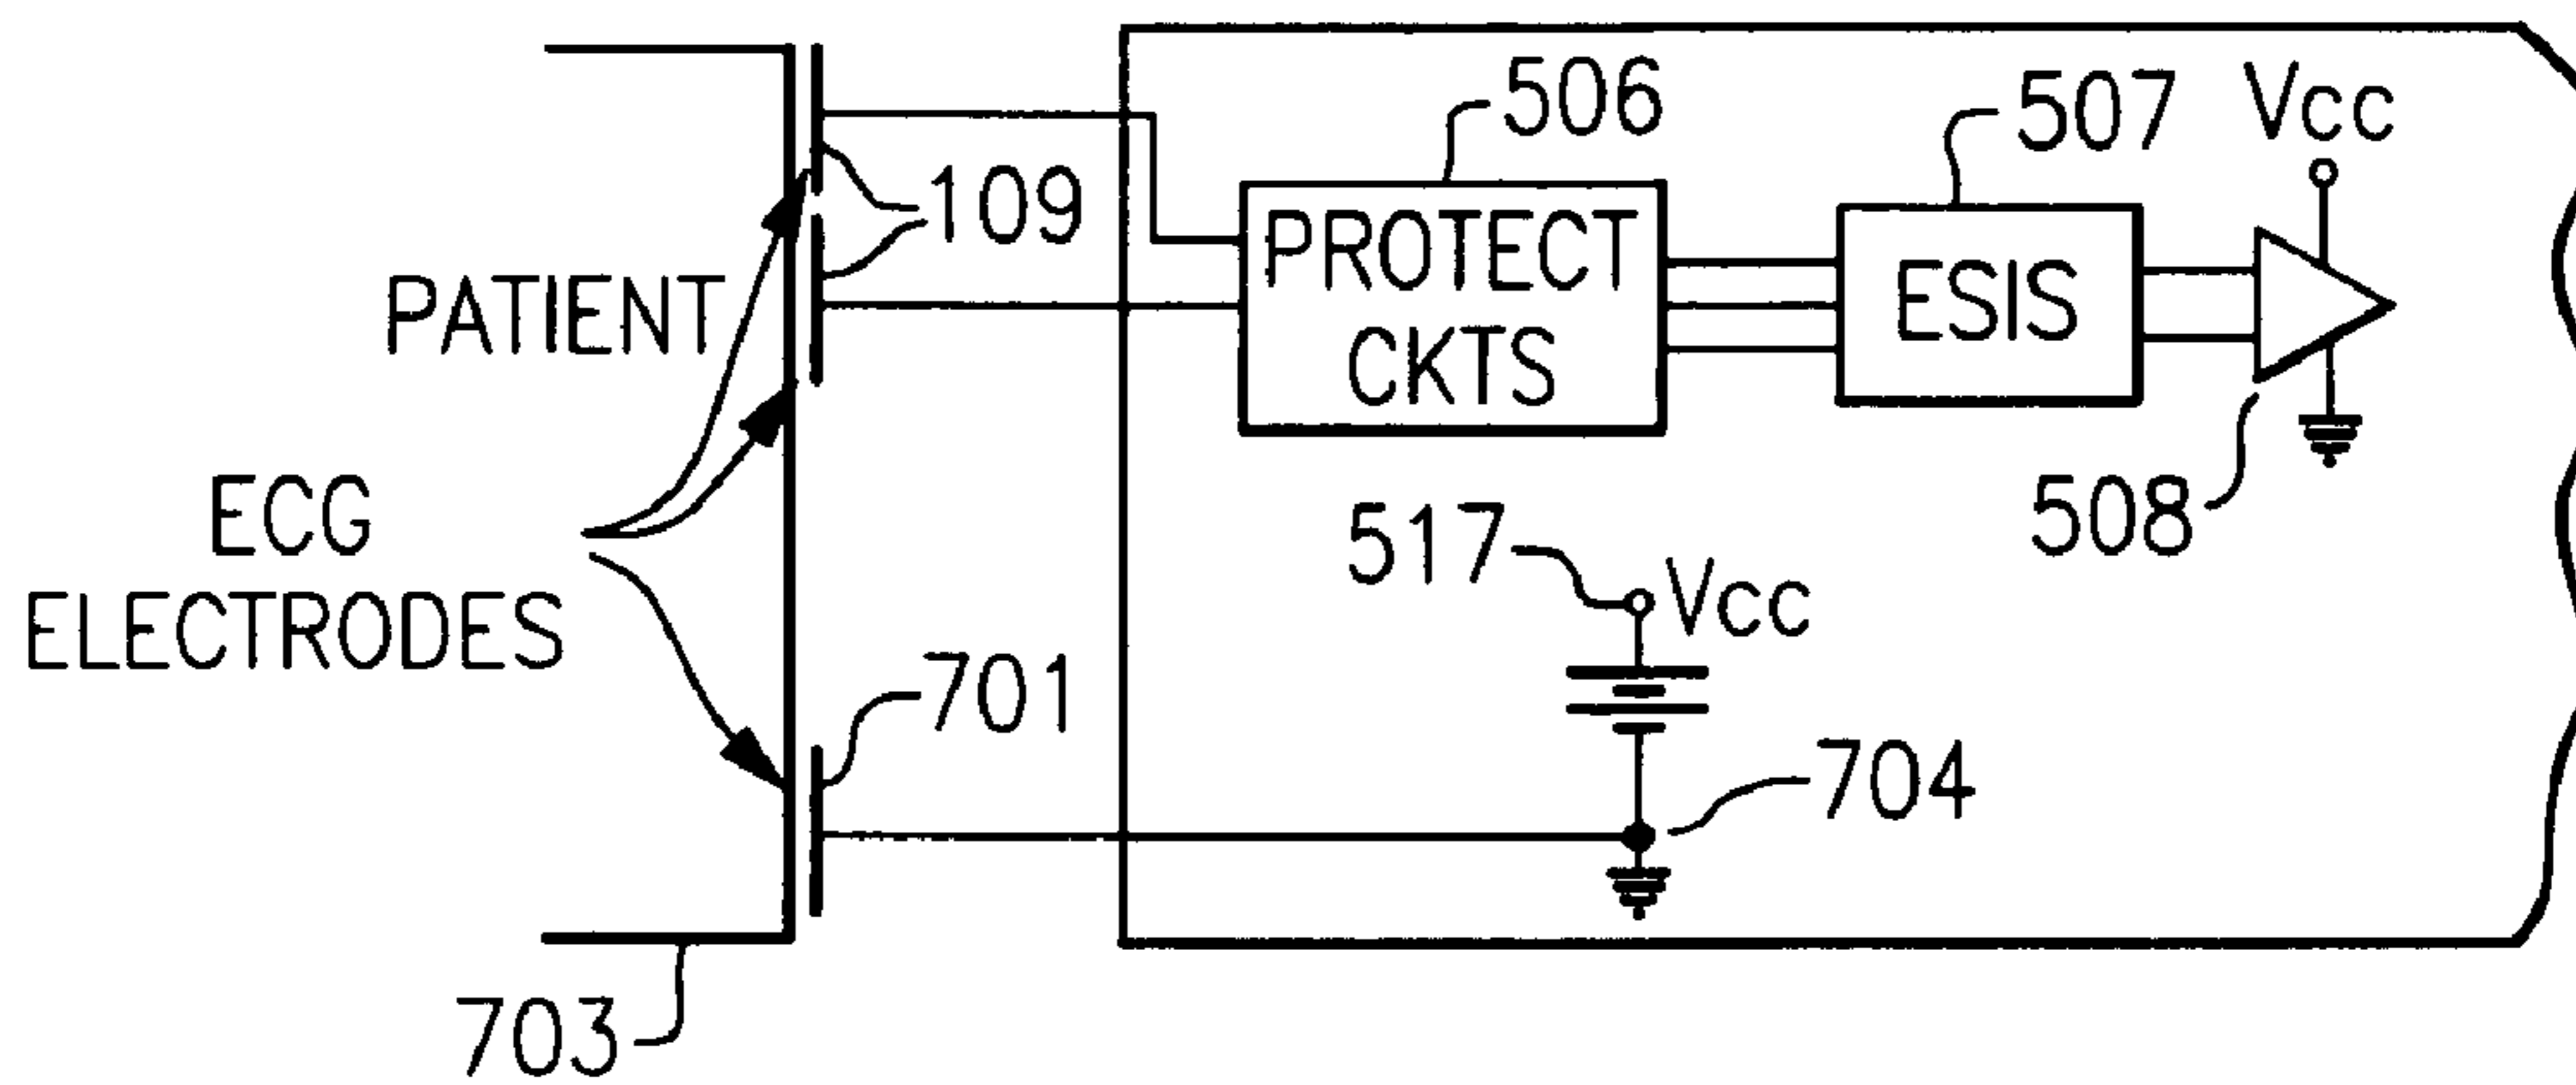 506
507
Vcc
109
PROTECT
CKTS
ESIS
PATIENT
ECG
ELECTRODES
508
517
Vcc
701
704
703